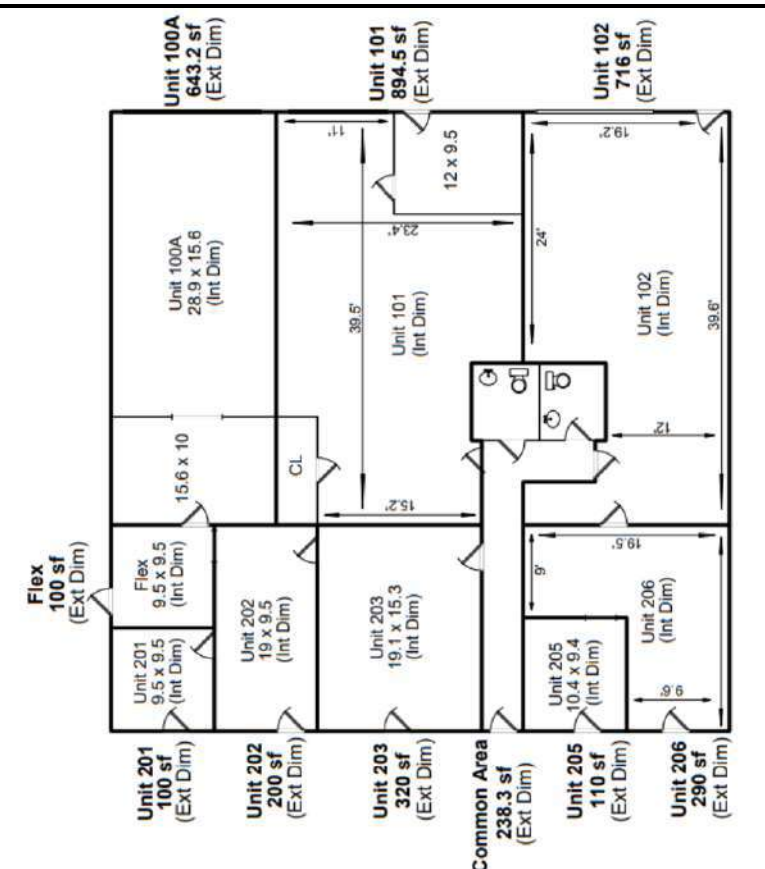 Unit 100A
643.2 sf
(Ext Dim)
Unit 101
894.5 sf
(Ext Dim)
Unit 102
716 sf
(Ext Dim)
11'
12 x 9.5
19.2'
Unit 100A
28.9 x 15.6
(Int Dim)
23.4'
39.5'
Unit 101
(Int Dim)
24'
Unit 102
(Int Dim)
39.6'
15.6 x 10
CL
15.2'
12'
Flex
100 sf
(Ext Dim)
Flex
9.5 x 9.5
(Int Dim)
Unit 201
9.5 x 9.5
(Int Dim)
Unit 202
19 x 9.5
(Int Dim)
Unit 203
19.1 x 15.3
(Int Dim)
9'
19.5'
Unit 205
10.4 x 9.4
(Int Dim)
Unit 206
(Int Dim)
9.6'
Unit 201
100 sf
(Ext Dim)
Unit 202
200 sf
(Ext Dim)
Unit 203
320 sf
(Ext Dim)
Common Area
238.3 sf
(Ext Dim)
Unit 205
110 sf
(Ext Dim)
Unit 206
290 sf
(Ext Dim)